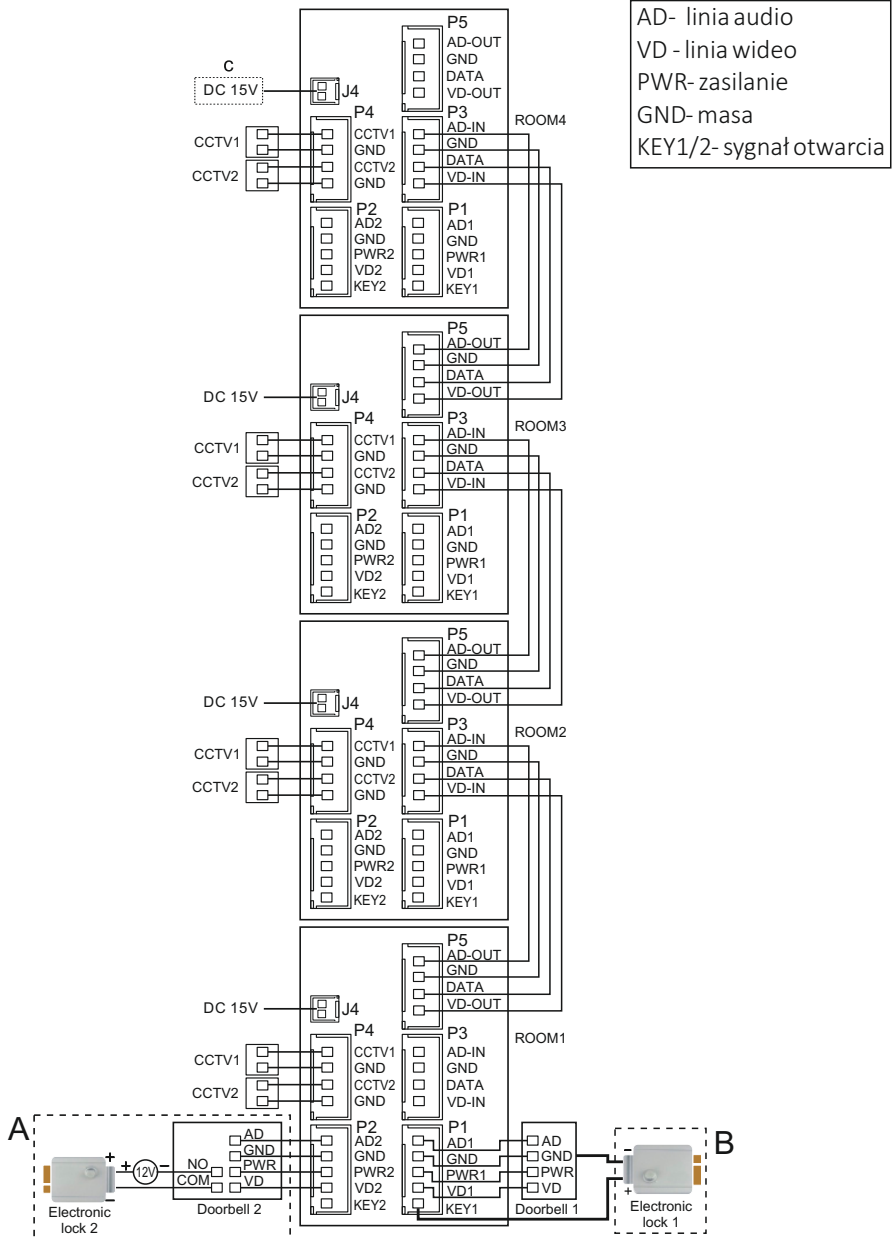 AD- linia audio
VD - linia wideo
PWR- zasilanie
GND- masa
KEY1/2- sygnał otwarcia
P5
AD-OUT
GND
DATA
VD-OUT
C
DC 15V
J4
P4
CCTV1
GND
CCTV2
GND
CCTV1
CCTV2
P3
AD-IN
GND
DATA
VD-IN
ROOM4
P2
AD2
GND
PWR2
VD2
KEY2
P1
AD1
GND
PWR1
VD1
KEY1
P5
AD-OUT
GND
DATA
VD-OUT
DC 15V
J4
P4
CCTV1
GND
CCTV2
GND
CCTV1
CCTV2
P3
AD-IN
GND
DATA
VD-IN
ROOM3
P2
AD2
GND
PWR2
VD2
KEY2
P1
AD1
GND
PWR1
VD1
KEY1
P5
AD-OUT
GND
DATA
VD-OUT
DC 15V
J4
P4
CCTV1
GND
CCTV2
GND
CCTV1
CCTV2
P3
AD-IN
GND
DATA
VD-IN
ROOM2
P2
AD2
GND
PWR2
VD2
KEY2
P1
AD1
GND
PWR1
VD1
KEY1
P5
AD-OUT
GND
DATA
VD-OUT
DC 15V
J4
P4
CCTV1
GND
CCTV2
GND
CCTV1
CCTV2
P3
AD-IN
GND
DATA
VD-IN
ROOM1
A
+
−
+ 12V −
NO
COM
AD
GND
PWR
VD
Electronic
lock 2
Doorbell 2
P2
AD2
GND
PWR2
VD2
KEY2
P1
AD1
GND
PWR1
VD1
KEY1
AD
GND
PWR
VD
Doorbell 1
B
−
+
Electronic
lock 1